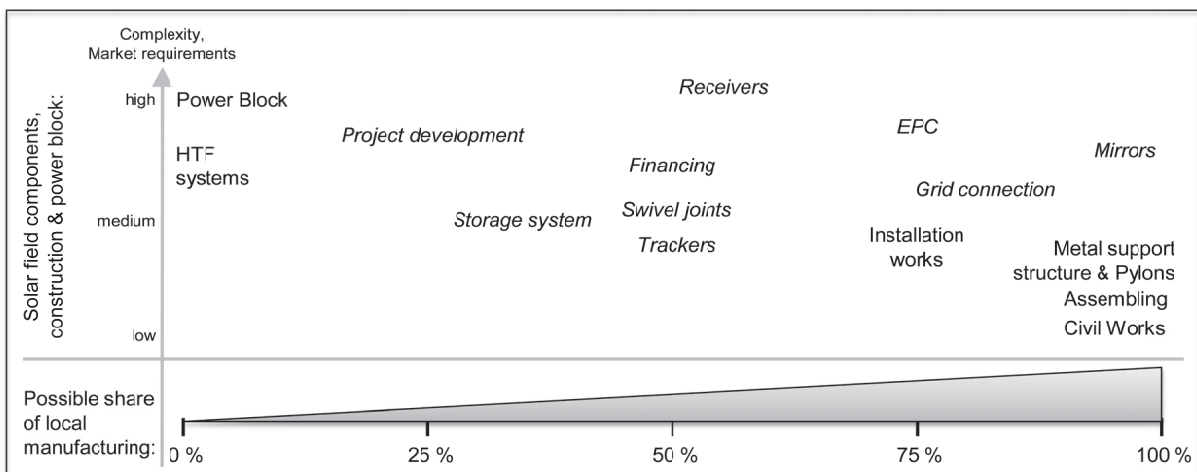 Complexity,
Market requirements
Solar field components,
construction & power block:
high
medium
low
Power Block
Receivers
Project development
EPC
HTF
systems
Financing
Mirrors
Grid connection
Storage system
Swivel joints
Trackers
Installation
works
Metal support
structure & Pylons
Assembling
Civil Works
Possible share
of local
manufacturing:
0 %
25 %
50 %
75 %
100 %